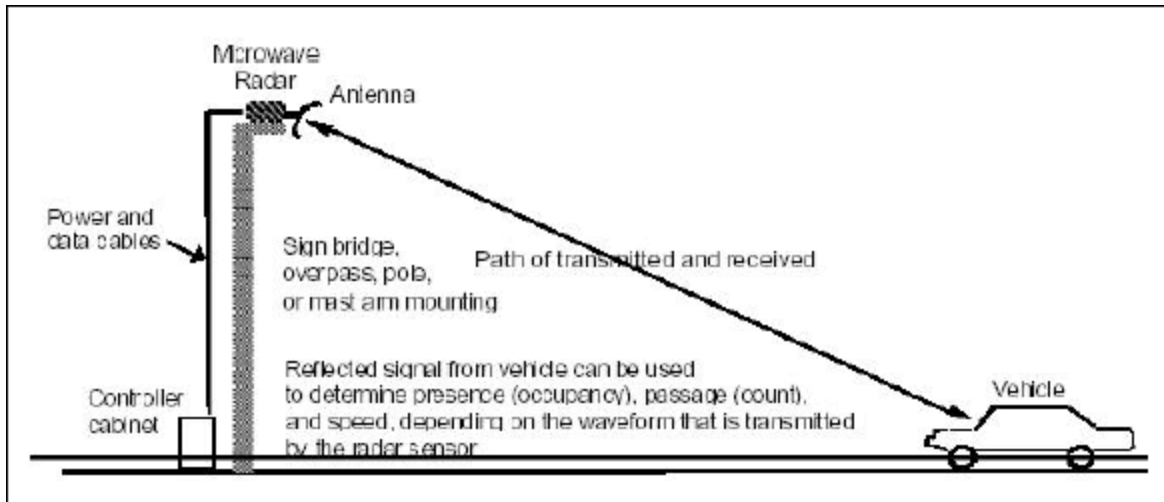 Microwave
Radar
Antenna
Power and
data cables
Sign bridge,
overpass, pole,
or mast arm mounting
Path of transmitted and received
Reflected signal from vehicle can be used
to determine presence (occupancy), passage (count),
and speed, depending on the waveform that is transmitted
by the radar sensor
Controller
cabinet
Vehicle